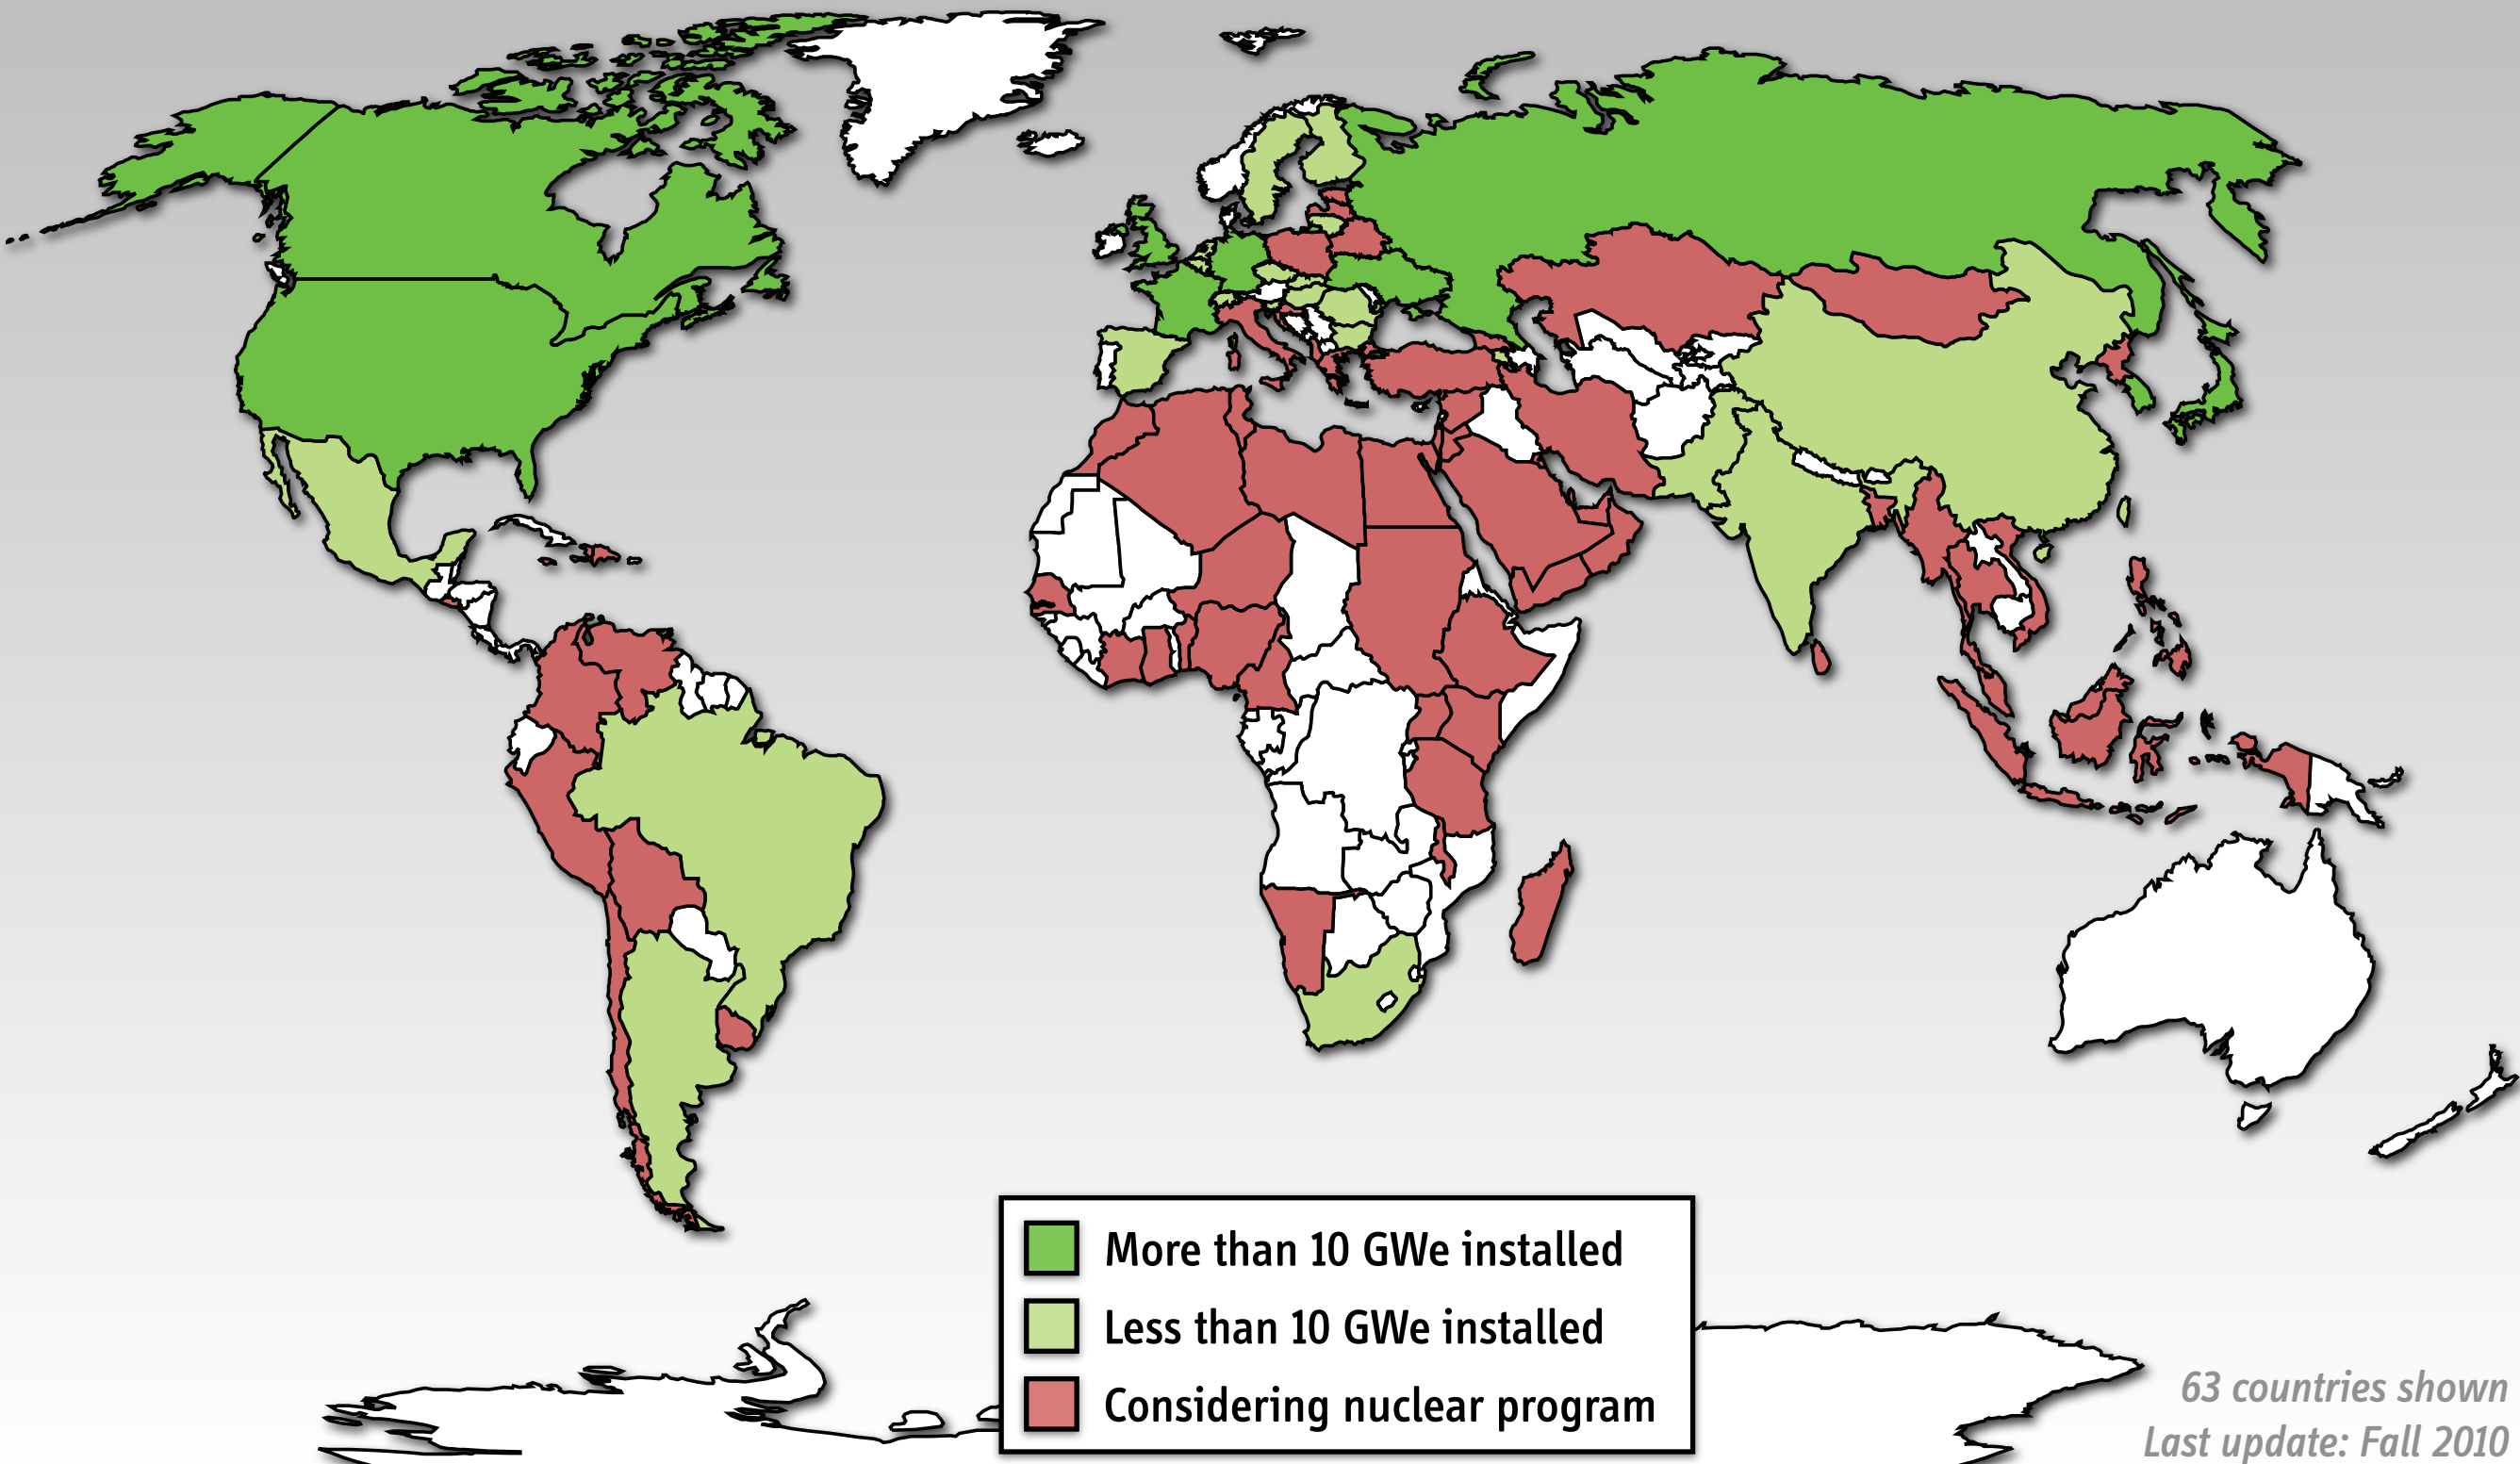 More than 10 GWe installed
Less than 10 GWe installed
Considering nuclear program
63 countries shown
Last update: Fall 2010